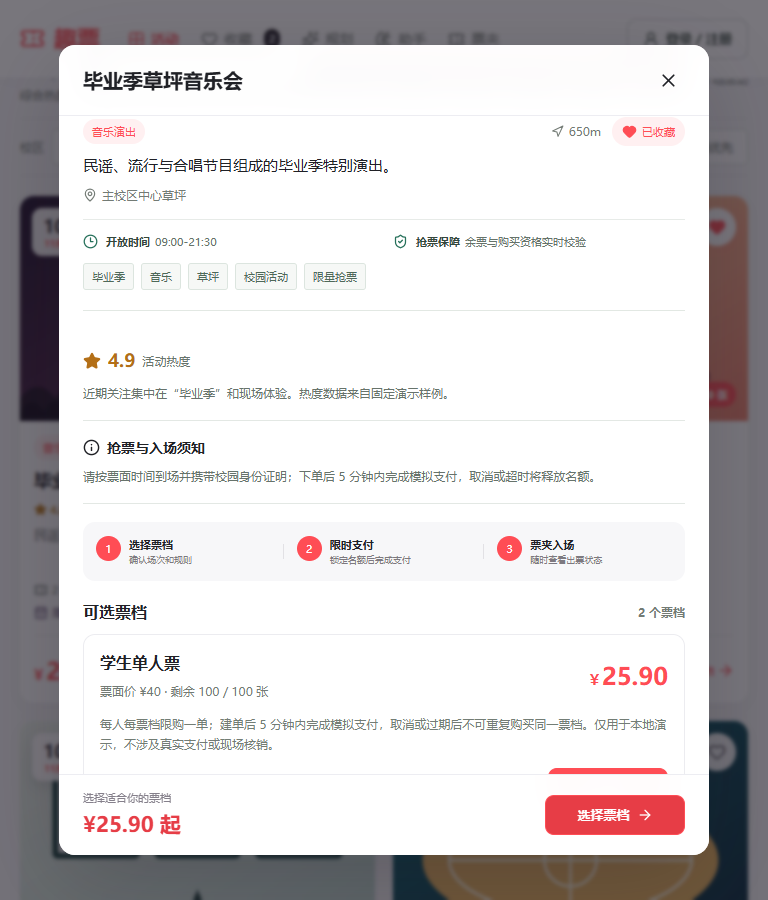 趣票
活动
登录 / 注册
毕业季草坪音乐会
音乐演出
650m
已收藏
民谣、流行与合唱节目组成的毕业季特别演出。
主校区中心草坪
开放时间 09:00-21:30
抢票保障 余票与购买资格实时校验
毕业季
音乐
草坪
校园活动
限量抢票
4.9 活动热度
近期关注集中在“毕业季”和现场体验。热度数据来自固定演示样例。
抢票与入场须知
请按票面时间到场并携带校园身份证明；下单后 5 分钟内完成模拟支付，取消或超时将释放名额。
1
选择票档
确认场次和规则
2
限时支付
锁定名额后完成支付
3
票夹入场
随时查看出票状态
可选票档
2 个票档
学生单人票
¥25.90
票面价 ¥40 · 剩余 100 / 100 张
每人每票档限购一单；建单后 5 分钟内完成模拟支付，取消或过期后不可重复购买同一票档。仅用于本地演
示，不涉及真实支付或现场核销。
选择适合你的票档
¥25.90 起
选择票档